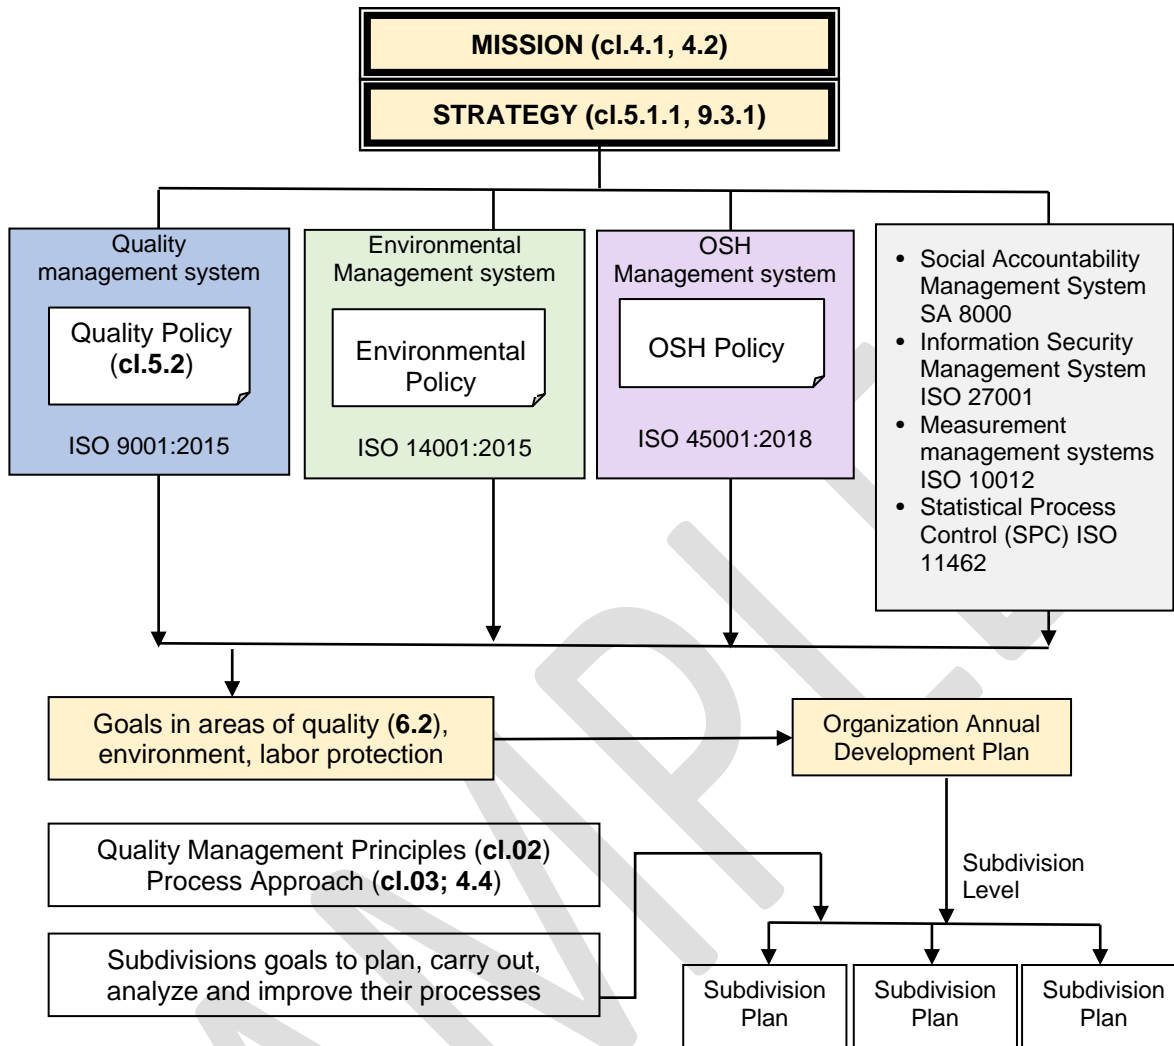 MISSION (cl.4.1, 4.2)
STRATEGY (cl.5.1.1, 9.3.1)
Quality
management system
Quality Policy
(cl.5.2)
ISO 9001:2015
Environmental
Management system
Environmental
Policy
ISO 14001:2015
OSH
Management system
OSH Policy
ISO 45001:2018
• Social Accountability
Management System
SA 8000
• Information Security
Management System
ISO 27001
• Measurement
management systems
ISO 10012
• Statistical Process
Control (SPC) ISO
11462
Goals in areas of quality (6.2),
environment, labor protection
Organization Annual
Development Plan
Quality Management Principles (cl.02)
Process Approach (cl.03; 4.4)
Subdivision
Level
Subdivisions goals to plan, carry out,
analyze and improve their processes
Subdivision
Plan
Subdivision
Plan
Subdivision
Plan